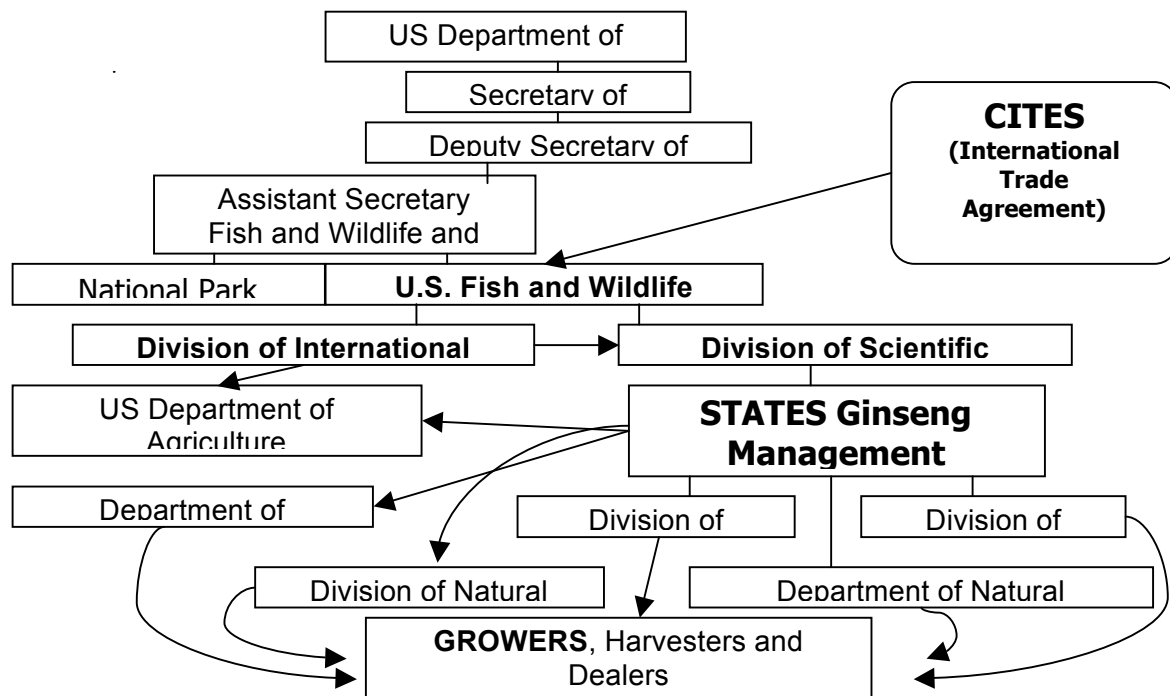 US Department of
Secretary of
Deputy Secretary of
CITES
(International
Trade
Agreement)
Assistant Secretary
Fish and Wildlife and
National Park
U.S. Fish and Wildlife
Division of International
Division of Scientific
US Department of
Agriculture
STATES Ginseng
Management
Department of
Division of
Division of
Division of Natural
Department of Natural
GROWERS, Harvesters and
Dealers